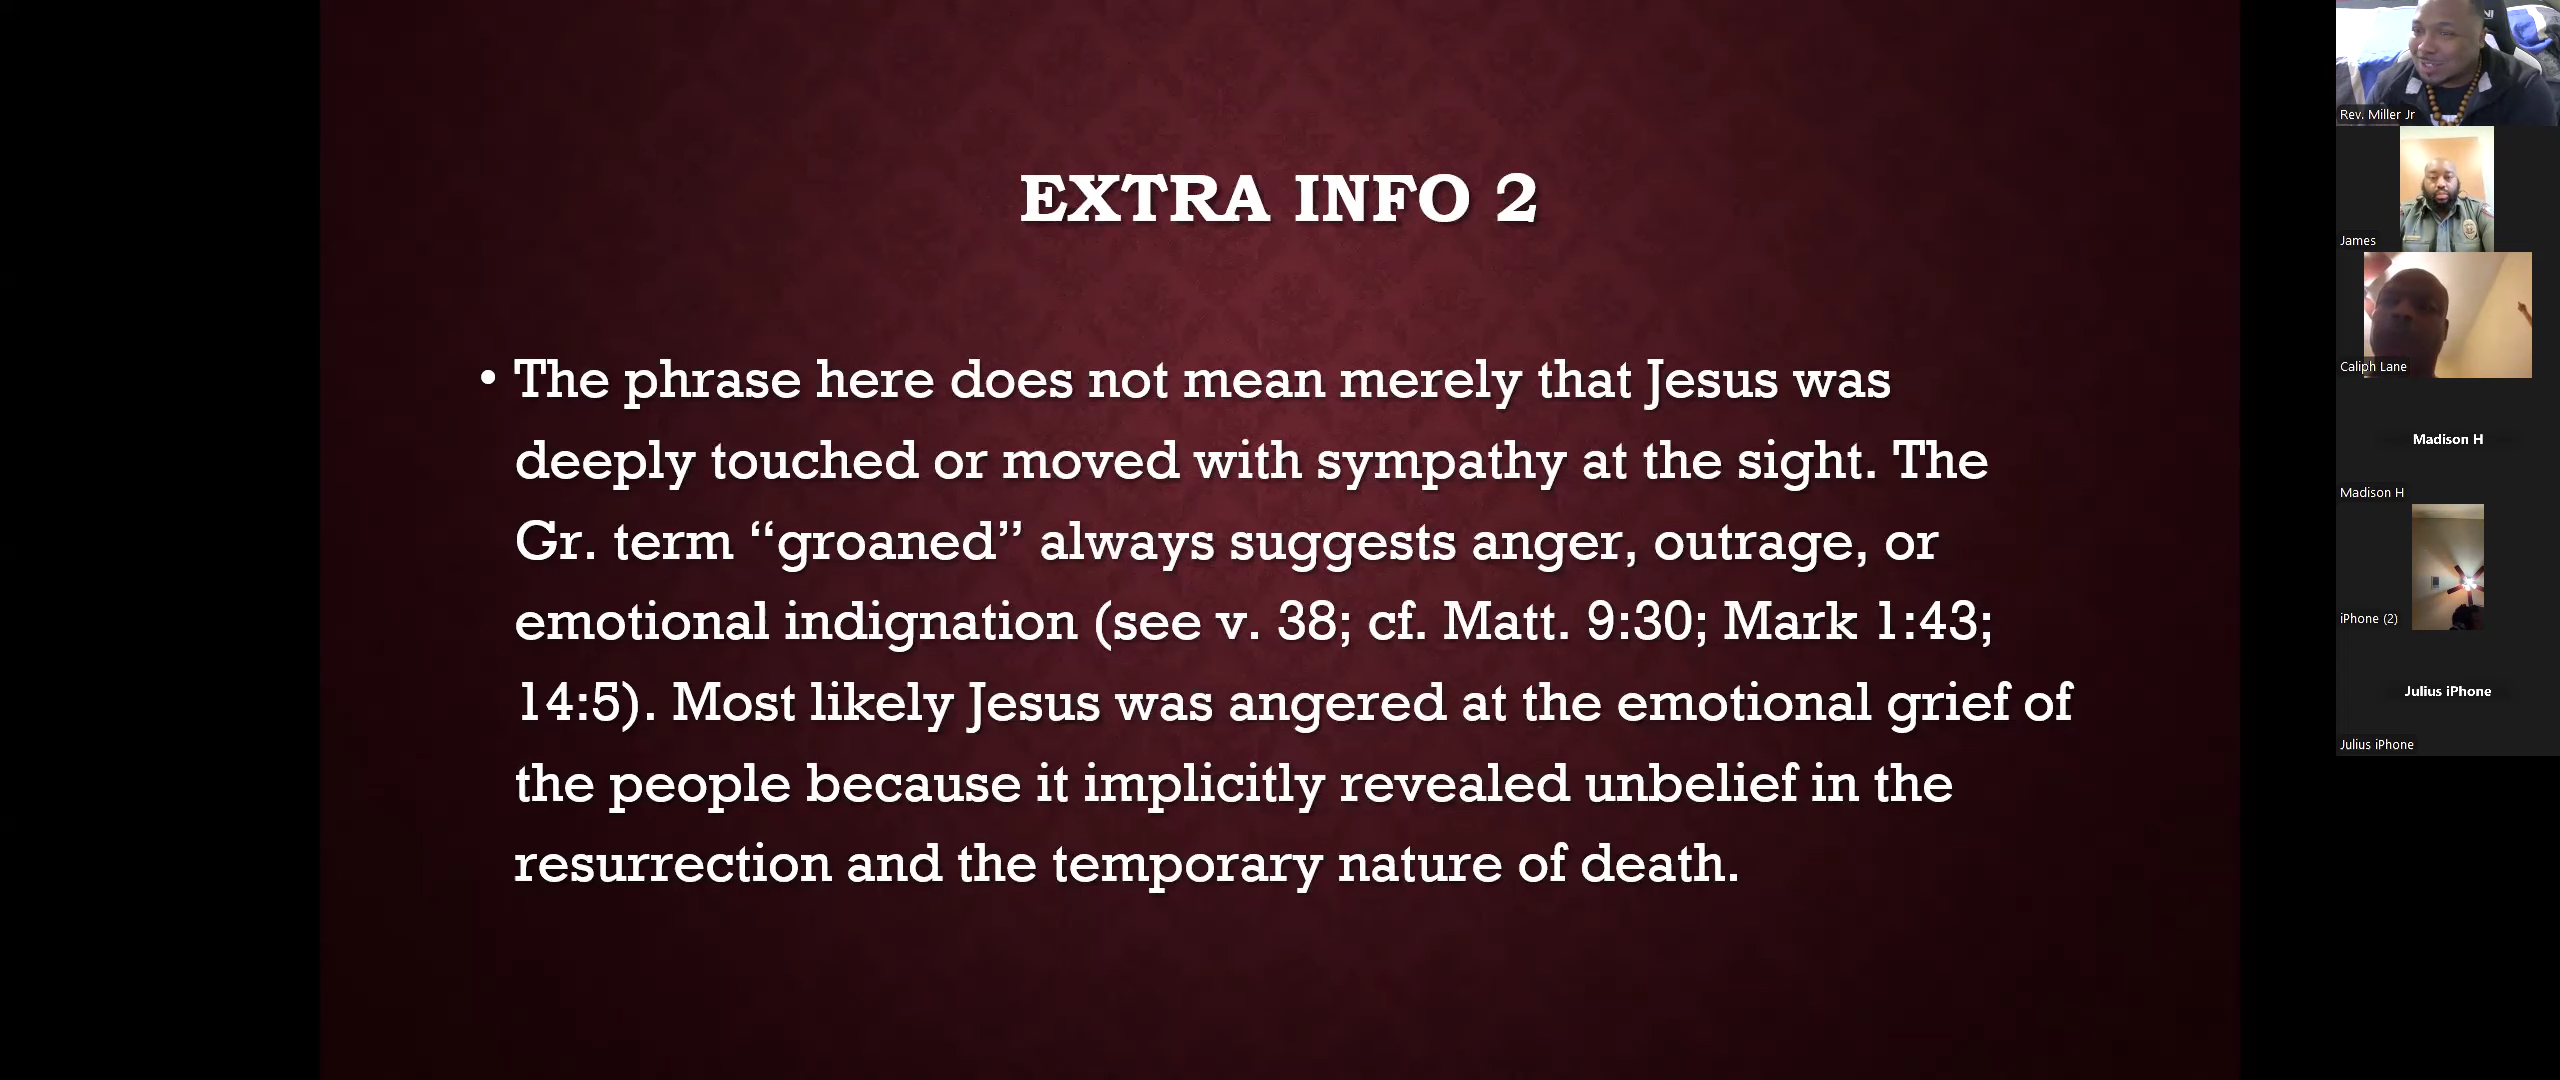 EXTRA INFO 2
• The phrase here does not mean merely that Jesus was
deeply touched or moved with sympathy at the sight. The
Gr. term “groaned” always suggests anger, outrage, or
emotional indignation (see v. 38; cf. Matt. 9:30; Mark 1:43;
14:5). Most likely Jesus was angered at the emotional grief of
the people because it implicitly revealed unbelief in the
resurrection and the temporary nature of death.
Rev. Miller Jr
James
Caliph Lane
Madison H
Madison H
iPhone (2)
Julius iPhone
Julius iPhone